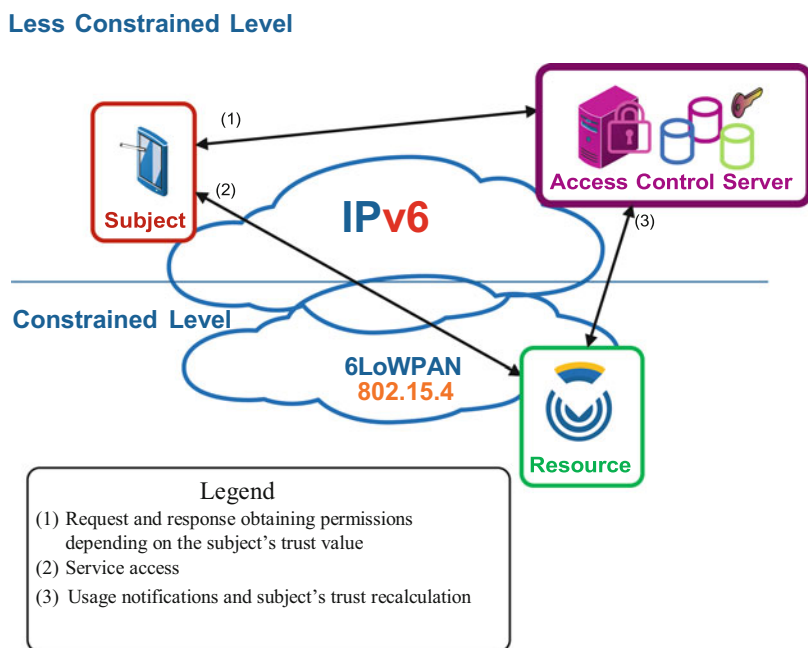 Less Constrained Level
(1)
Access Control Server
Subject
(2)
IPv6
(3)
Constrained Level
6LoWPAN
802.15.4
Resource
Legend
(1) Request and response obtaining permissions
depending on the subject's trust value
(2) Service access
(3) Usage notifications and subject's trust recalculation